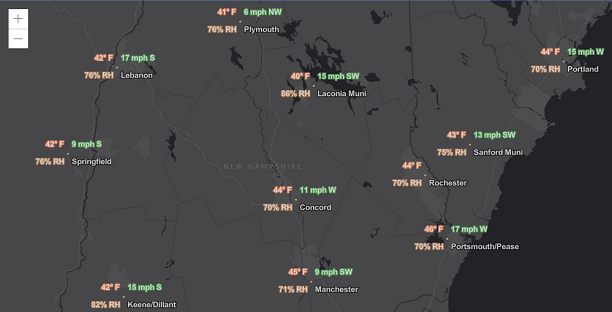 +
−
41° F 6 mph NW
76% RH Plymouth
42° F 17 mph S
76% RH Lebanon
44° F 15 mph W
70% RH Portland
40° F 15 mph SW
86% RH Laconia Muni
42° F 9 mph S
76% RH Springfield
43° F 13 mph SW
75% RH Sanford Muni
NEW HAMPSHIRE
44° F
70% RH Rochester
44° F 11 mph W
70% RH Concord
46° F 17 mph W
70% RH Portsmouth/Pease
45° F 9 mph SW
71% RH Manchester
42° F 15 mph S
82% RH Keene/Dillant